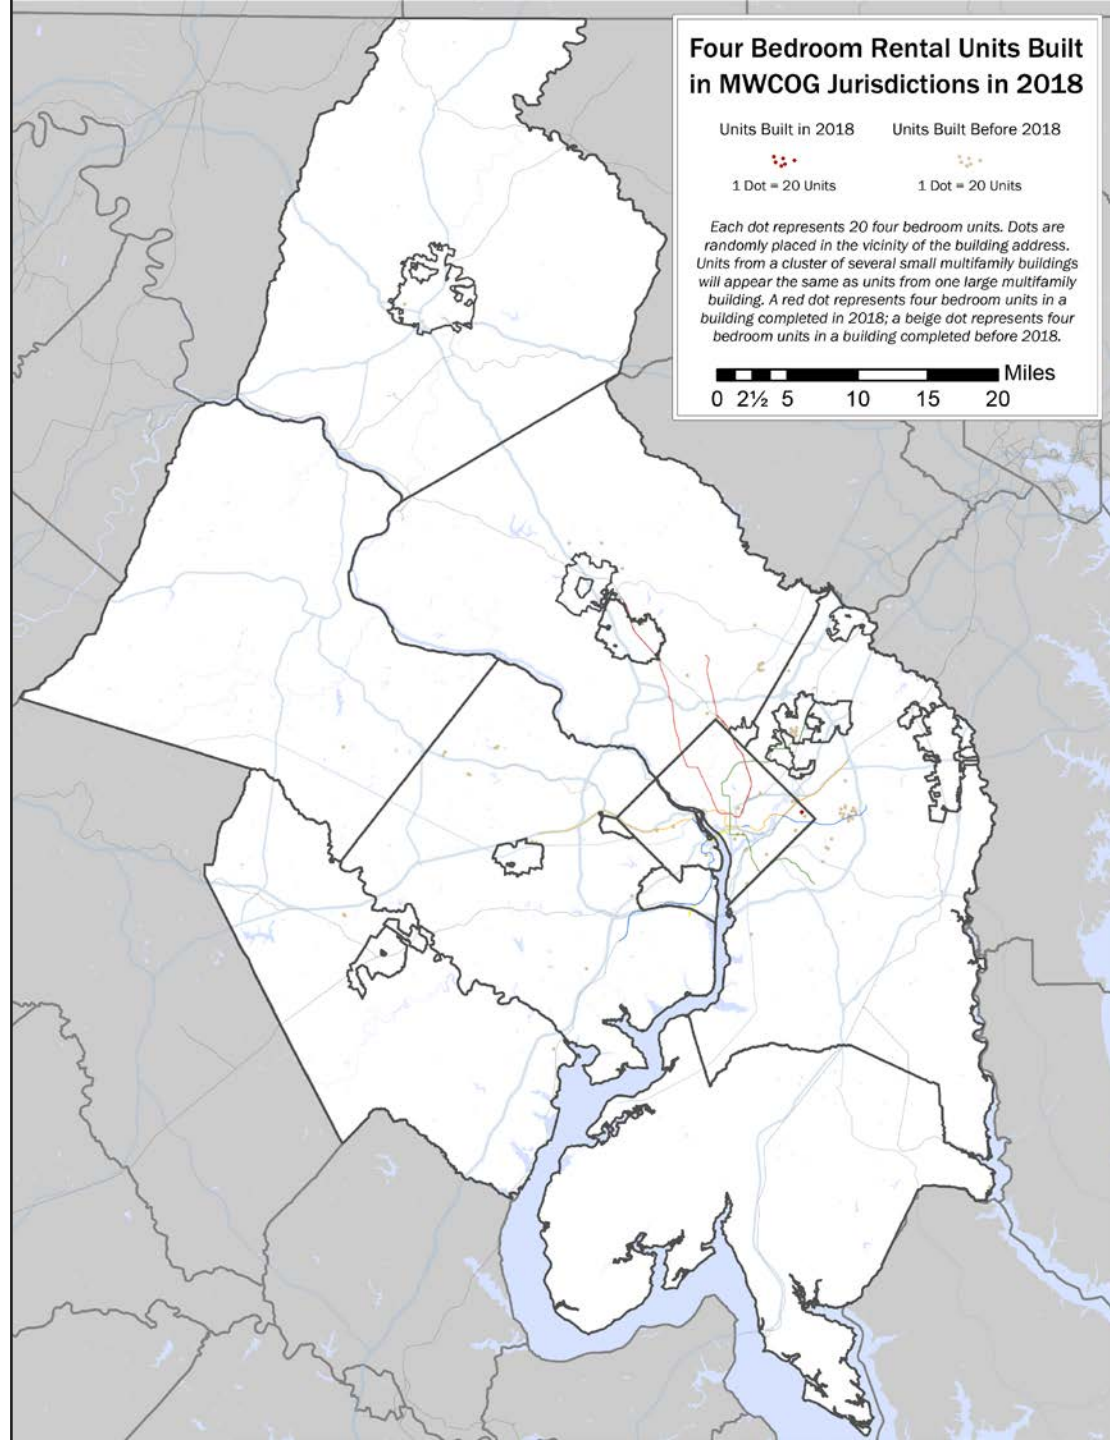 Four Bedroom Rental Units Built
in MWCOG Jurisdictions in 2018
Units Built in 2018 Units Built Before 2018
1 Dot = 20 Units 1 Dot = 20 Units
Each dot represents 20 four bedroom units. Dots are
randomly placed in the vicinity of the building address.
Units from a cluster of several small multifamily buildings
will appear the same as units from one large multifamily
building. A red dot represents four bedroom units in a
building completed in 2018; a beige dot represents four
bedroom units in a building completed before 2018.
Miles
0 2½ 5 10 15 20